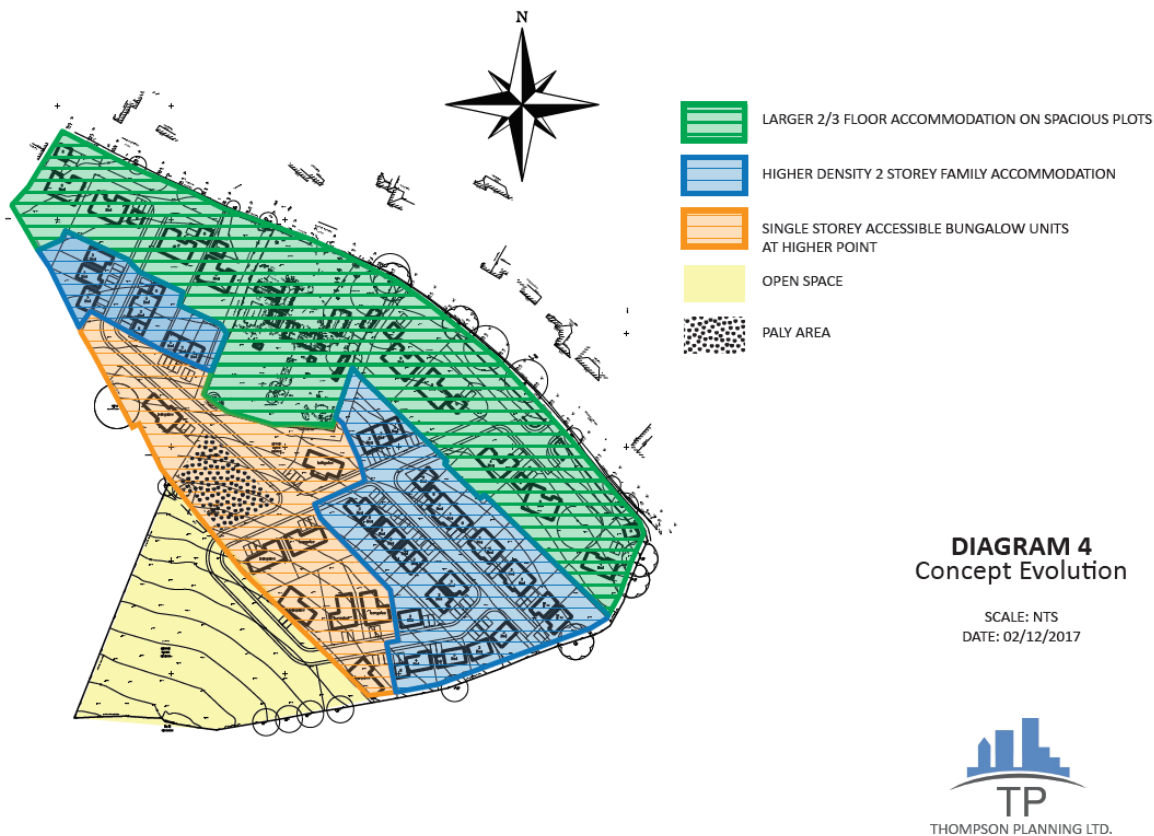 N
LARGER 2/3 FLOOR ACCOMMODATION ON SPACIOUS PLOTS
HIGHER DENSITY 2 STOREY FAMILY ACCOMMODATION
SINGLE STOREY ACCESSIBLE BUNGALOW UNITS
AT HIGHER POINT
OPEN SPACE
PALY AREA
DIAGRAM 4
Concept Evolution
SCALE: NTS
DATE: 02/12/2017
TP
THOMPSON PLANNING LTD.